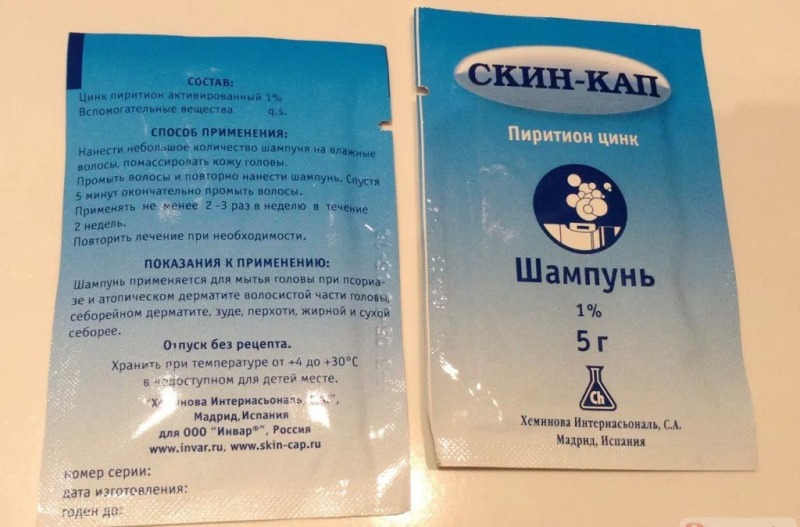 СОСТАВ:
Цинк пиритион активированный 1%
Вспомогательные вещества q.s.
СПОСОБ ПРИМЕНЕНИЯ:
Нанести небольшое количество шампуня на влажные
волосы, помассировать кожу головы.
Промыть волосы и повторно нанести шампунь. Спустя
5 минут окончательно промыть волосы.
Применять не менее 2 -3 раз в неделю в течение
2 недель.
Повторить лечение при необходимости.
ПОКАЗАНИЯ К ПРИМЕНЕНИЮ:
Шампунь применяется для мытья головы при псориа-
зе и атопическом дерматите волосистой части головы,
себорейном дерматите, зуде, перхоти, жирной и сухой
себорее.
Отпуск без рецепта.
Хранить при температуре от +4 до +30°С
в недоступном для детей месте.
"Хеминова Интернасьональ,
Мадрид,Испания
для ООО "Инвар®", Россия
www.invar.ru, www.skin-cap.ru
номер серии:
дата изготовления:
годен до:
СКИН-КАП
Пиритион цинк
Шампунь
1%
5 г
Ch
Хеминова Интернасьональ, С.А.
Мадрид, Испания